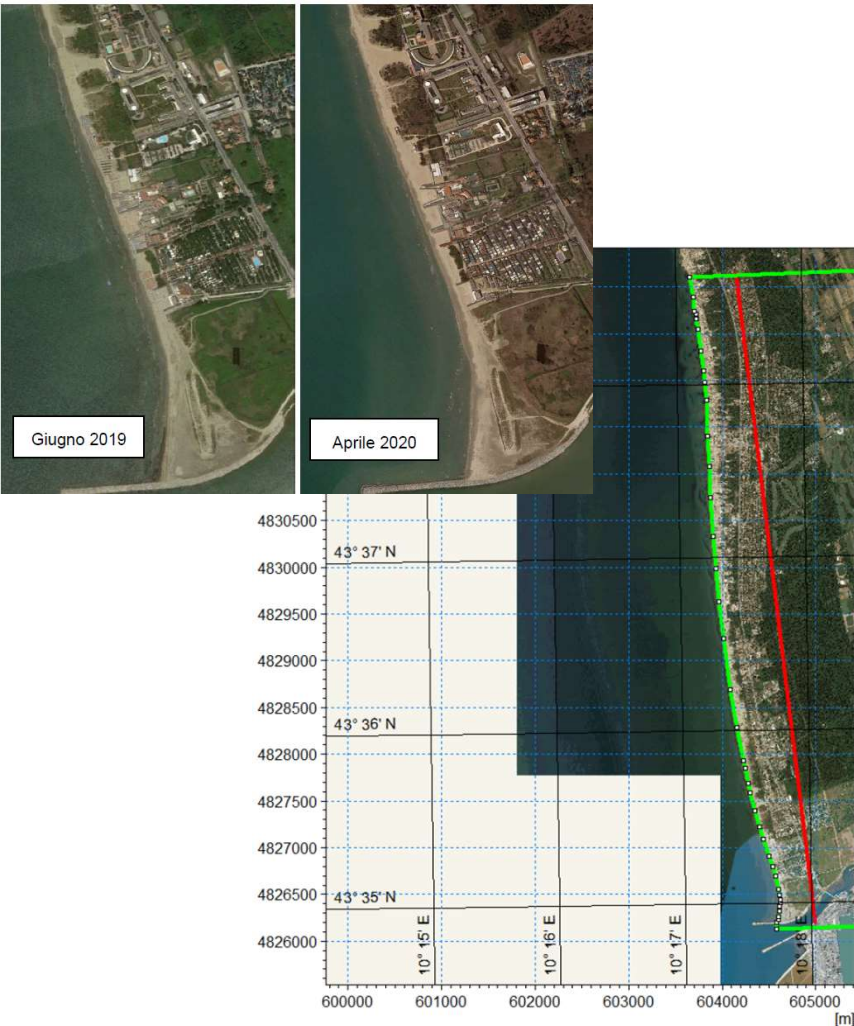 Giugno 2019
Aprile 2020
4830500
43° 37' N
4830000
4829500
4829000
4828500
43° 36' N
4828000
4827500
4827000
4826500
43° 35' N
4826000
10° 15' E
10° 16' E
10° 17' E
10° 18' E
600000
601000
602000
603000
604000
605000
[m]